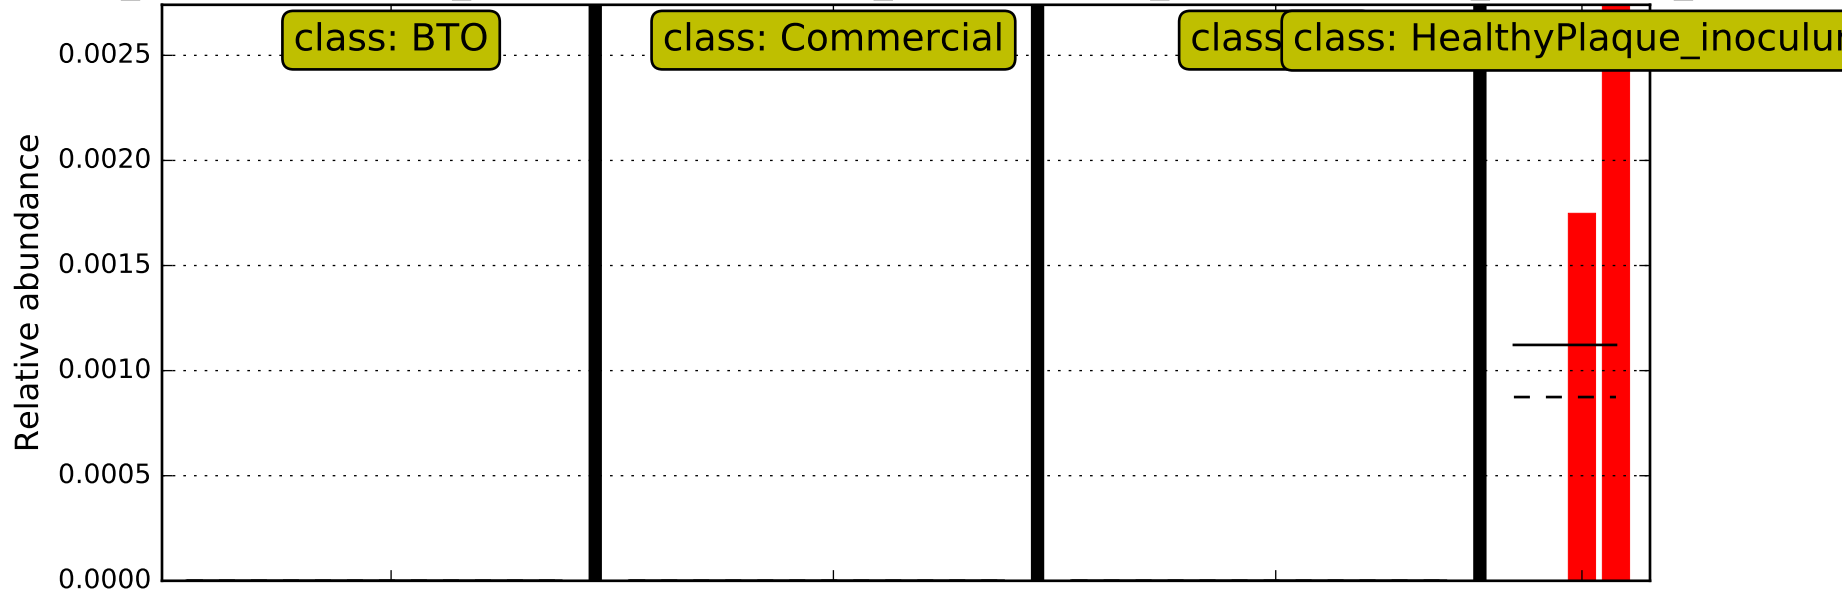 class: BTO
class: Commercial
class
class: HealthyPlaque_inoculu
0.0025
0.0020
0.0015
0.0010
0.0005
0.0000
Relative abundance